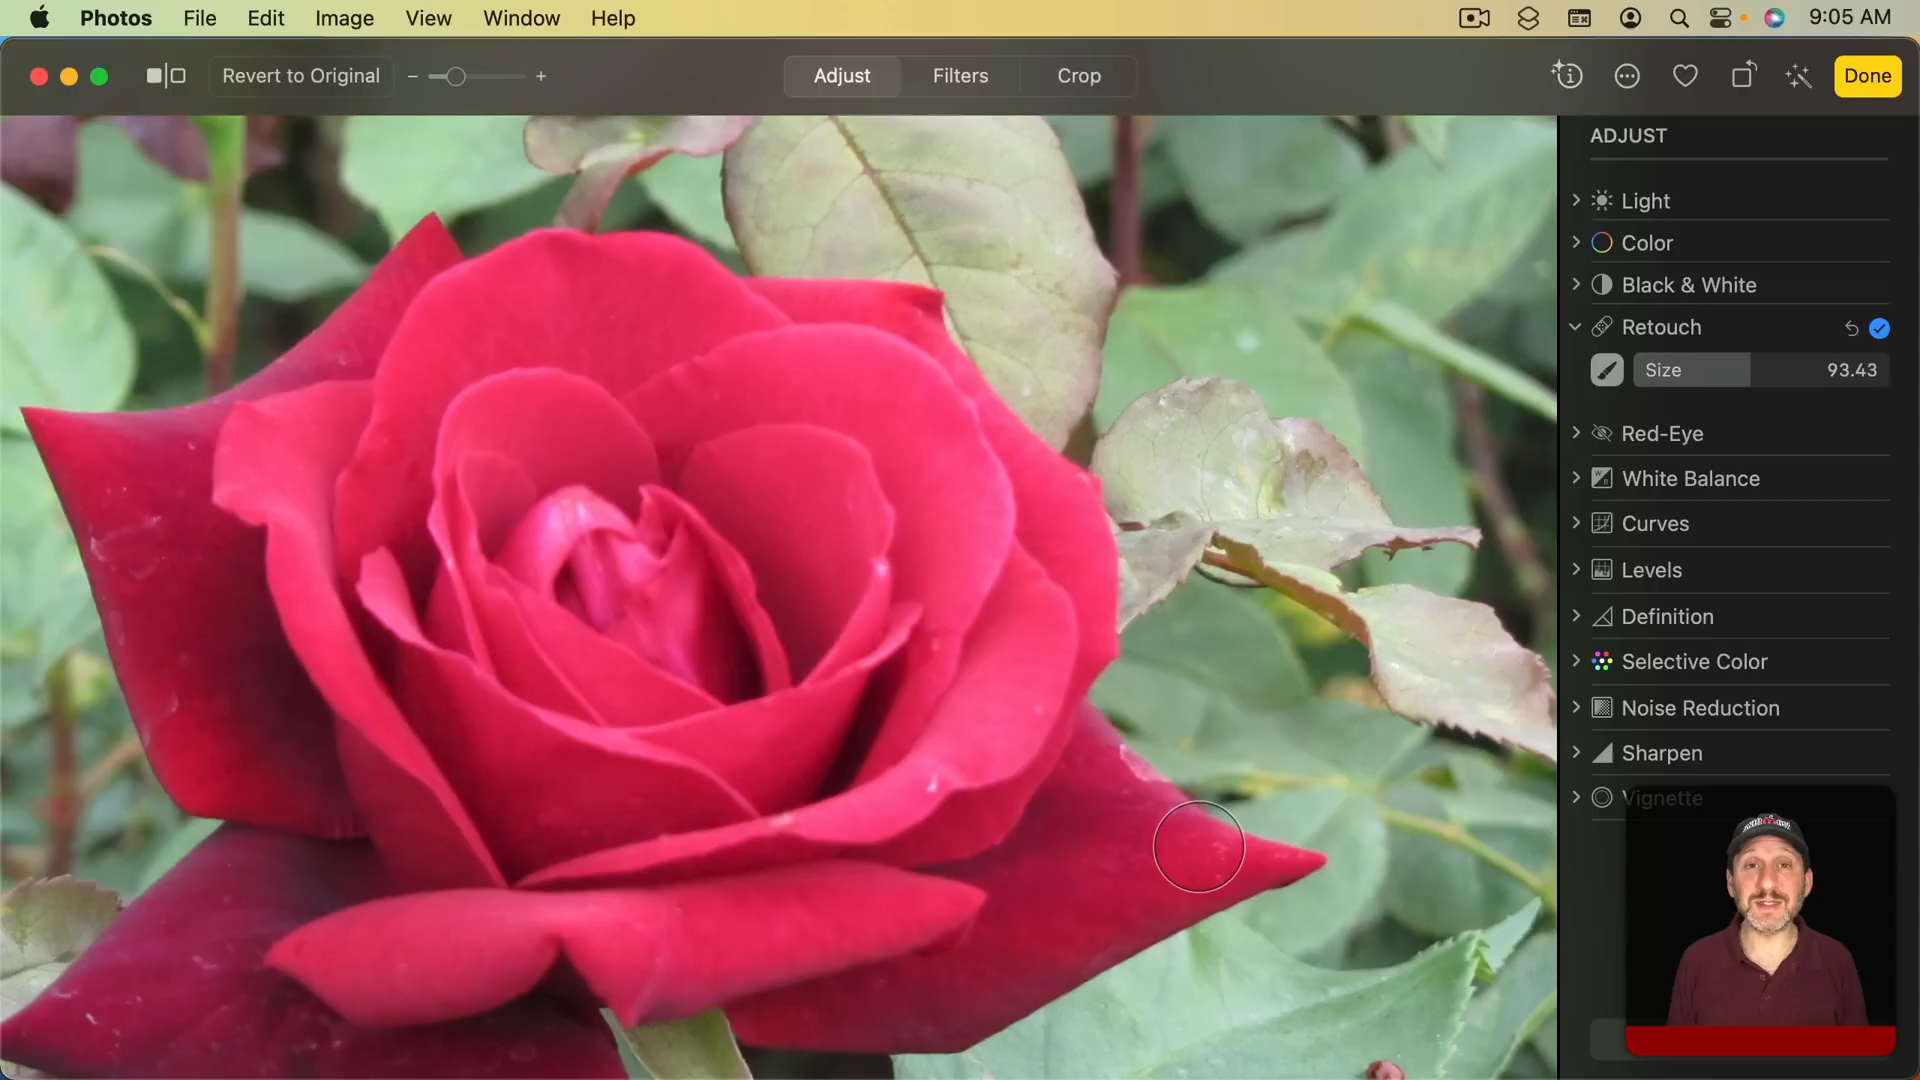 Photos File Edit Image View Window Help 9:05 AM
Revert to Original − + Adjust Filters Crop Done
ADJUST
Light
Color
Black & White
Retouch
Size 93.43
Red-Eye
White Balance
Curves
Levels
Definition
Selective Color
Noise Reduction
Sharpen
Vignette